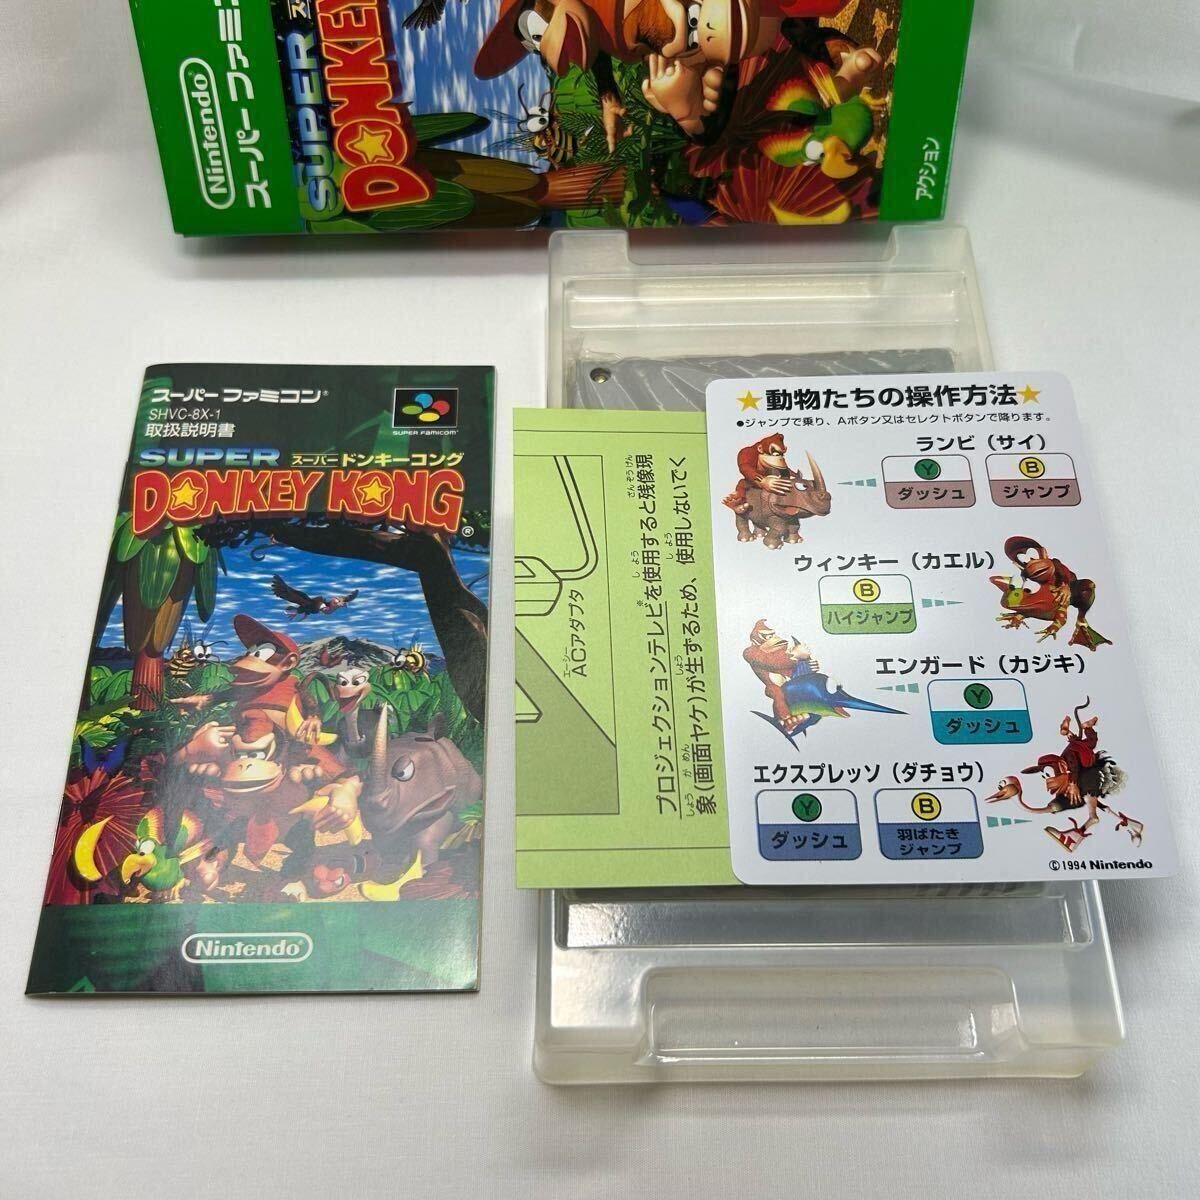 Nintendo
スーパーファミコ
SUPER
DONKEY
アクション
スーパーファミコン
SHVC-8X-1
取扱説明書
SUPER FAMICOM
SUPER スーパードンキーコング
DONKEY KONG
®
Nintendo
ACアダプタ
エーシー
プロジェクションテレビ※を使用すると残像現
象(画面ヤケ)が生ずるため、使用しないでく
★動物たちの操作方法★
●ジャンプで乗り、Aボタン又はセレクトボタンで降ります。
ランビ(サイ)
Y
ダッシュ
B
ジャンプ
ウィンキー(カエル)
B
ハイジャンプ
エンガード(カジキ)
Y
ダッシュ
エクスプレッソ(ダチョウ)
Y
ダッシュ
B
羽ばたき
ジャンプ
©1994 Nintendo